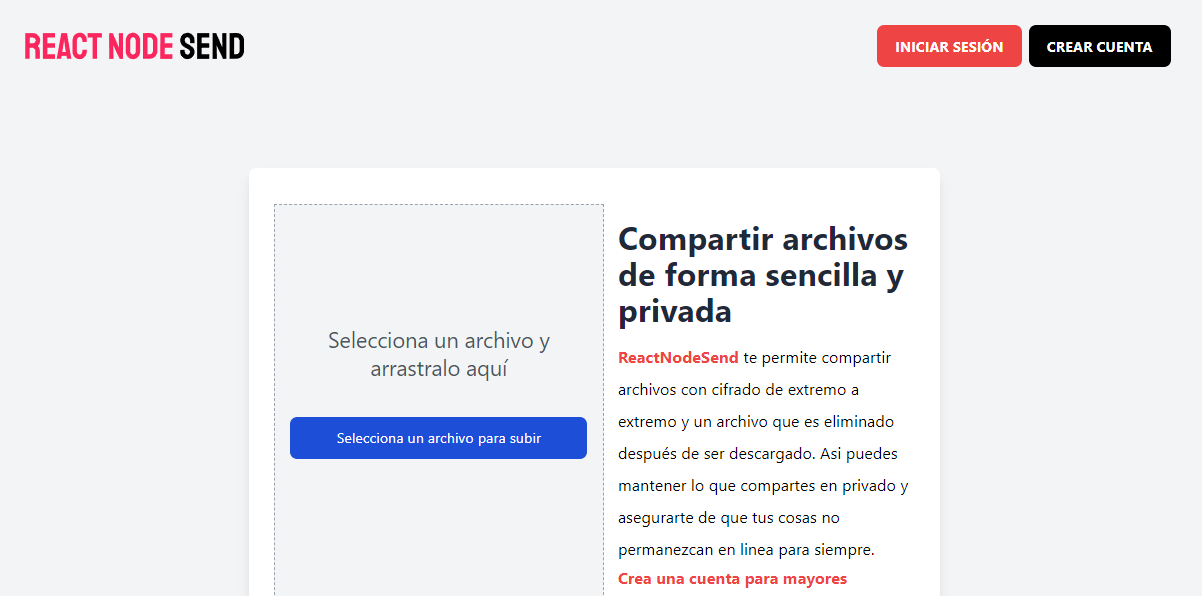 REACT NODE SEND
INICIAR SESIÓN
CREAR CUENTA
Selecciona un archivo y
arrastralo aquí
Selecciona un archivo para subir
Compartir archivos
de forma sencilla y
privada
ReactNodeSend te permite compartir
archivos con cifrado de extremo a
extremo y un archivo que es eliminado
después de ser descargado. Asi puedes
mantener lo que compartes en privado y
asegurarte de que tus cosas no
permanezcan en linea para siempre.
Crea una cuenta para mayores